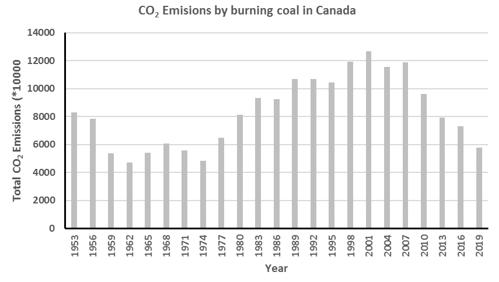 CO₂ Emisions by burning coal in Canada
Total CO₂ Emissions (*10000
14000
12000
10000
8000
6000
4000
2000
0
1953 1956 1959 1962 1965 1968 1971 1974 1977 1980 1983 1986 1989 1992 1995 1998 2001 2004 2007 2010 2013 2016 2019
Year